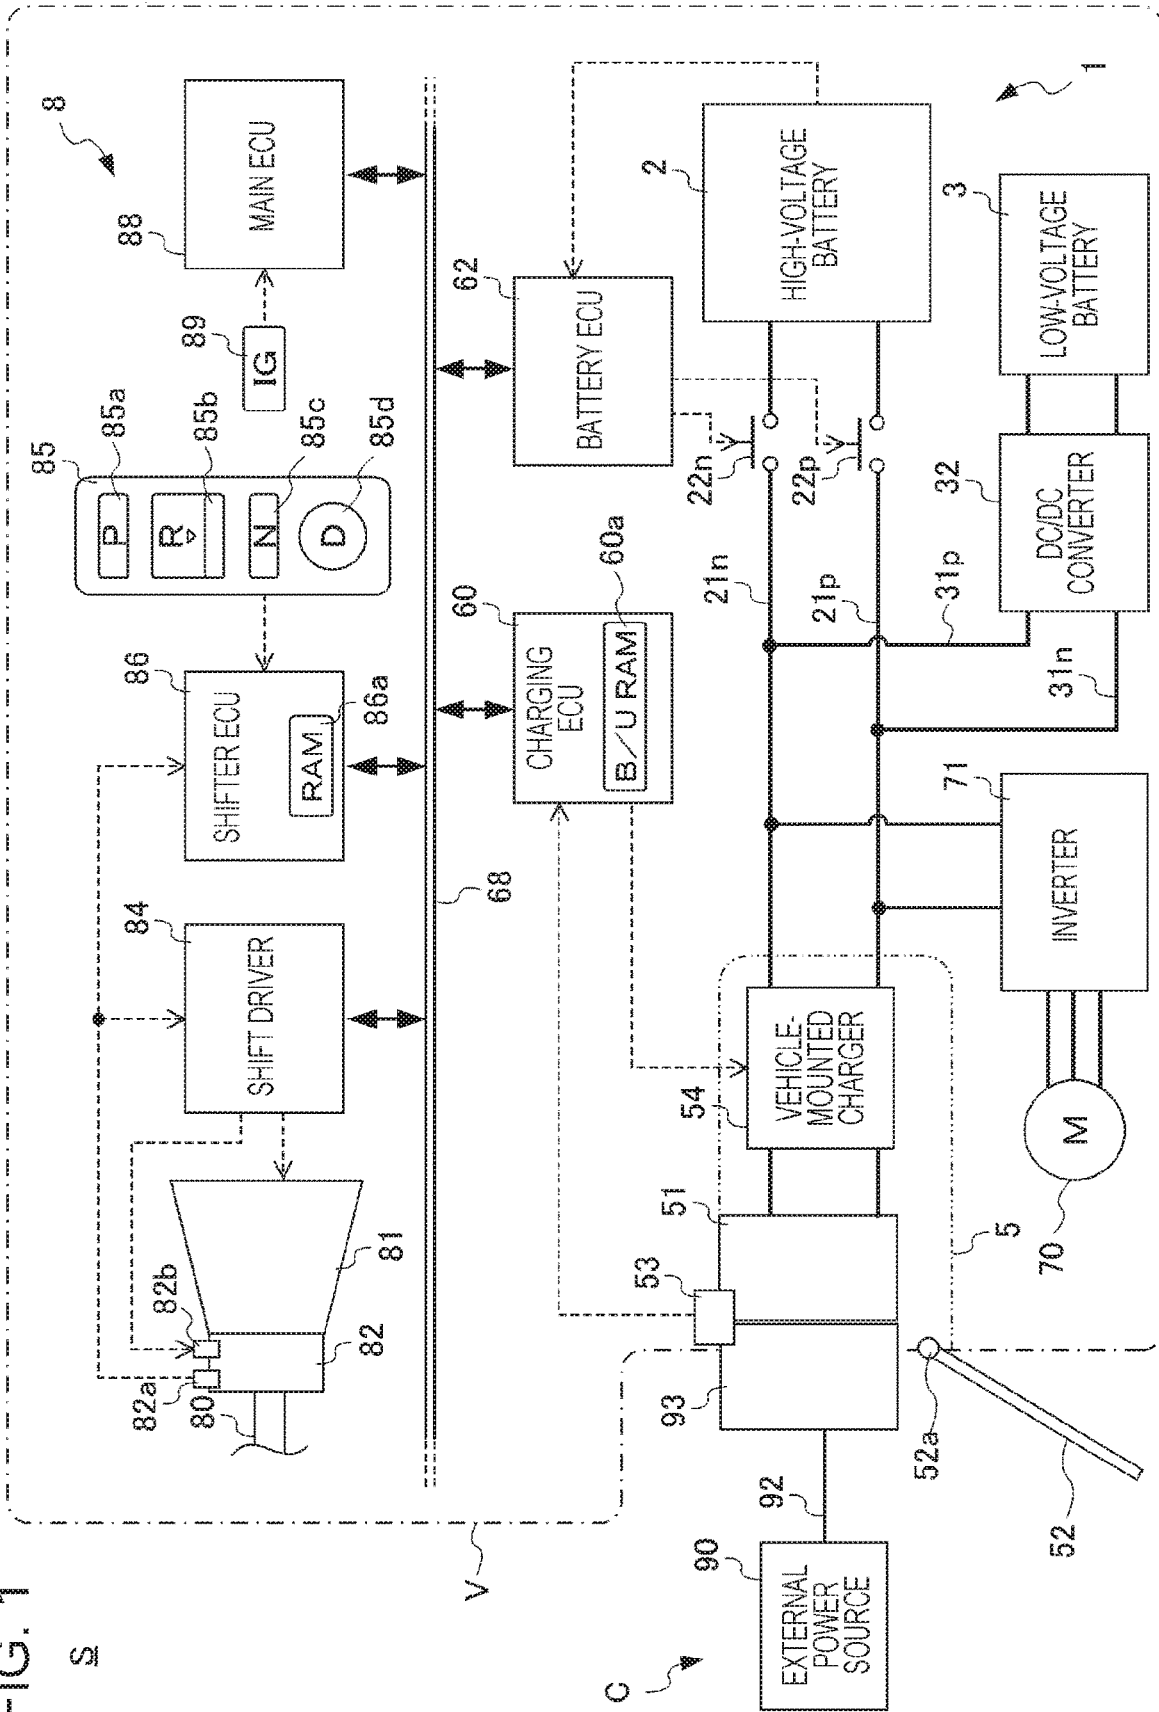 FIG. 1
S
8
85
85a
85b
85c
85d
P
R
N
D
89
IG
88
MAIN ECU
86
SHIFTER ECU
RAM
86a
84
SHIFT DRIVER
82b
81
82
82a
80
68
V
60
CHARGING
ECU
B/U RAM
60a
62
BATTERY ECU
2
HIGH-VOLTAGE
BATTERY
22n
22p
21n
21p
1
3
LOW-VOLTAGE
BATTERY
32
DC/DC
CONVERTER
31p
31n
71
INVERTER
M
70
54
VEHICLE-
MOUNTED
CHARGER
5
51
53
93
52a
52
92
90
EXTERNAL
POWER
SOURCE
C